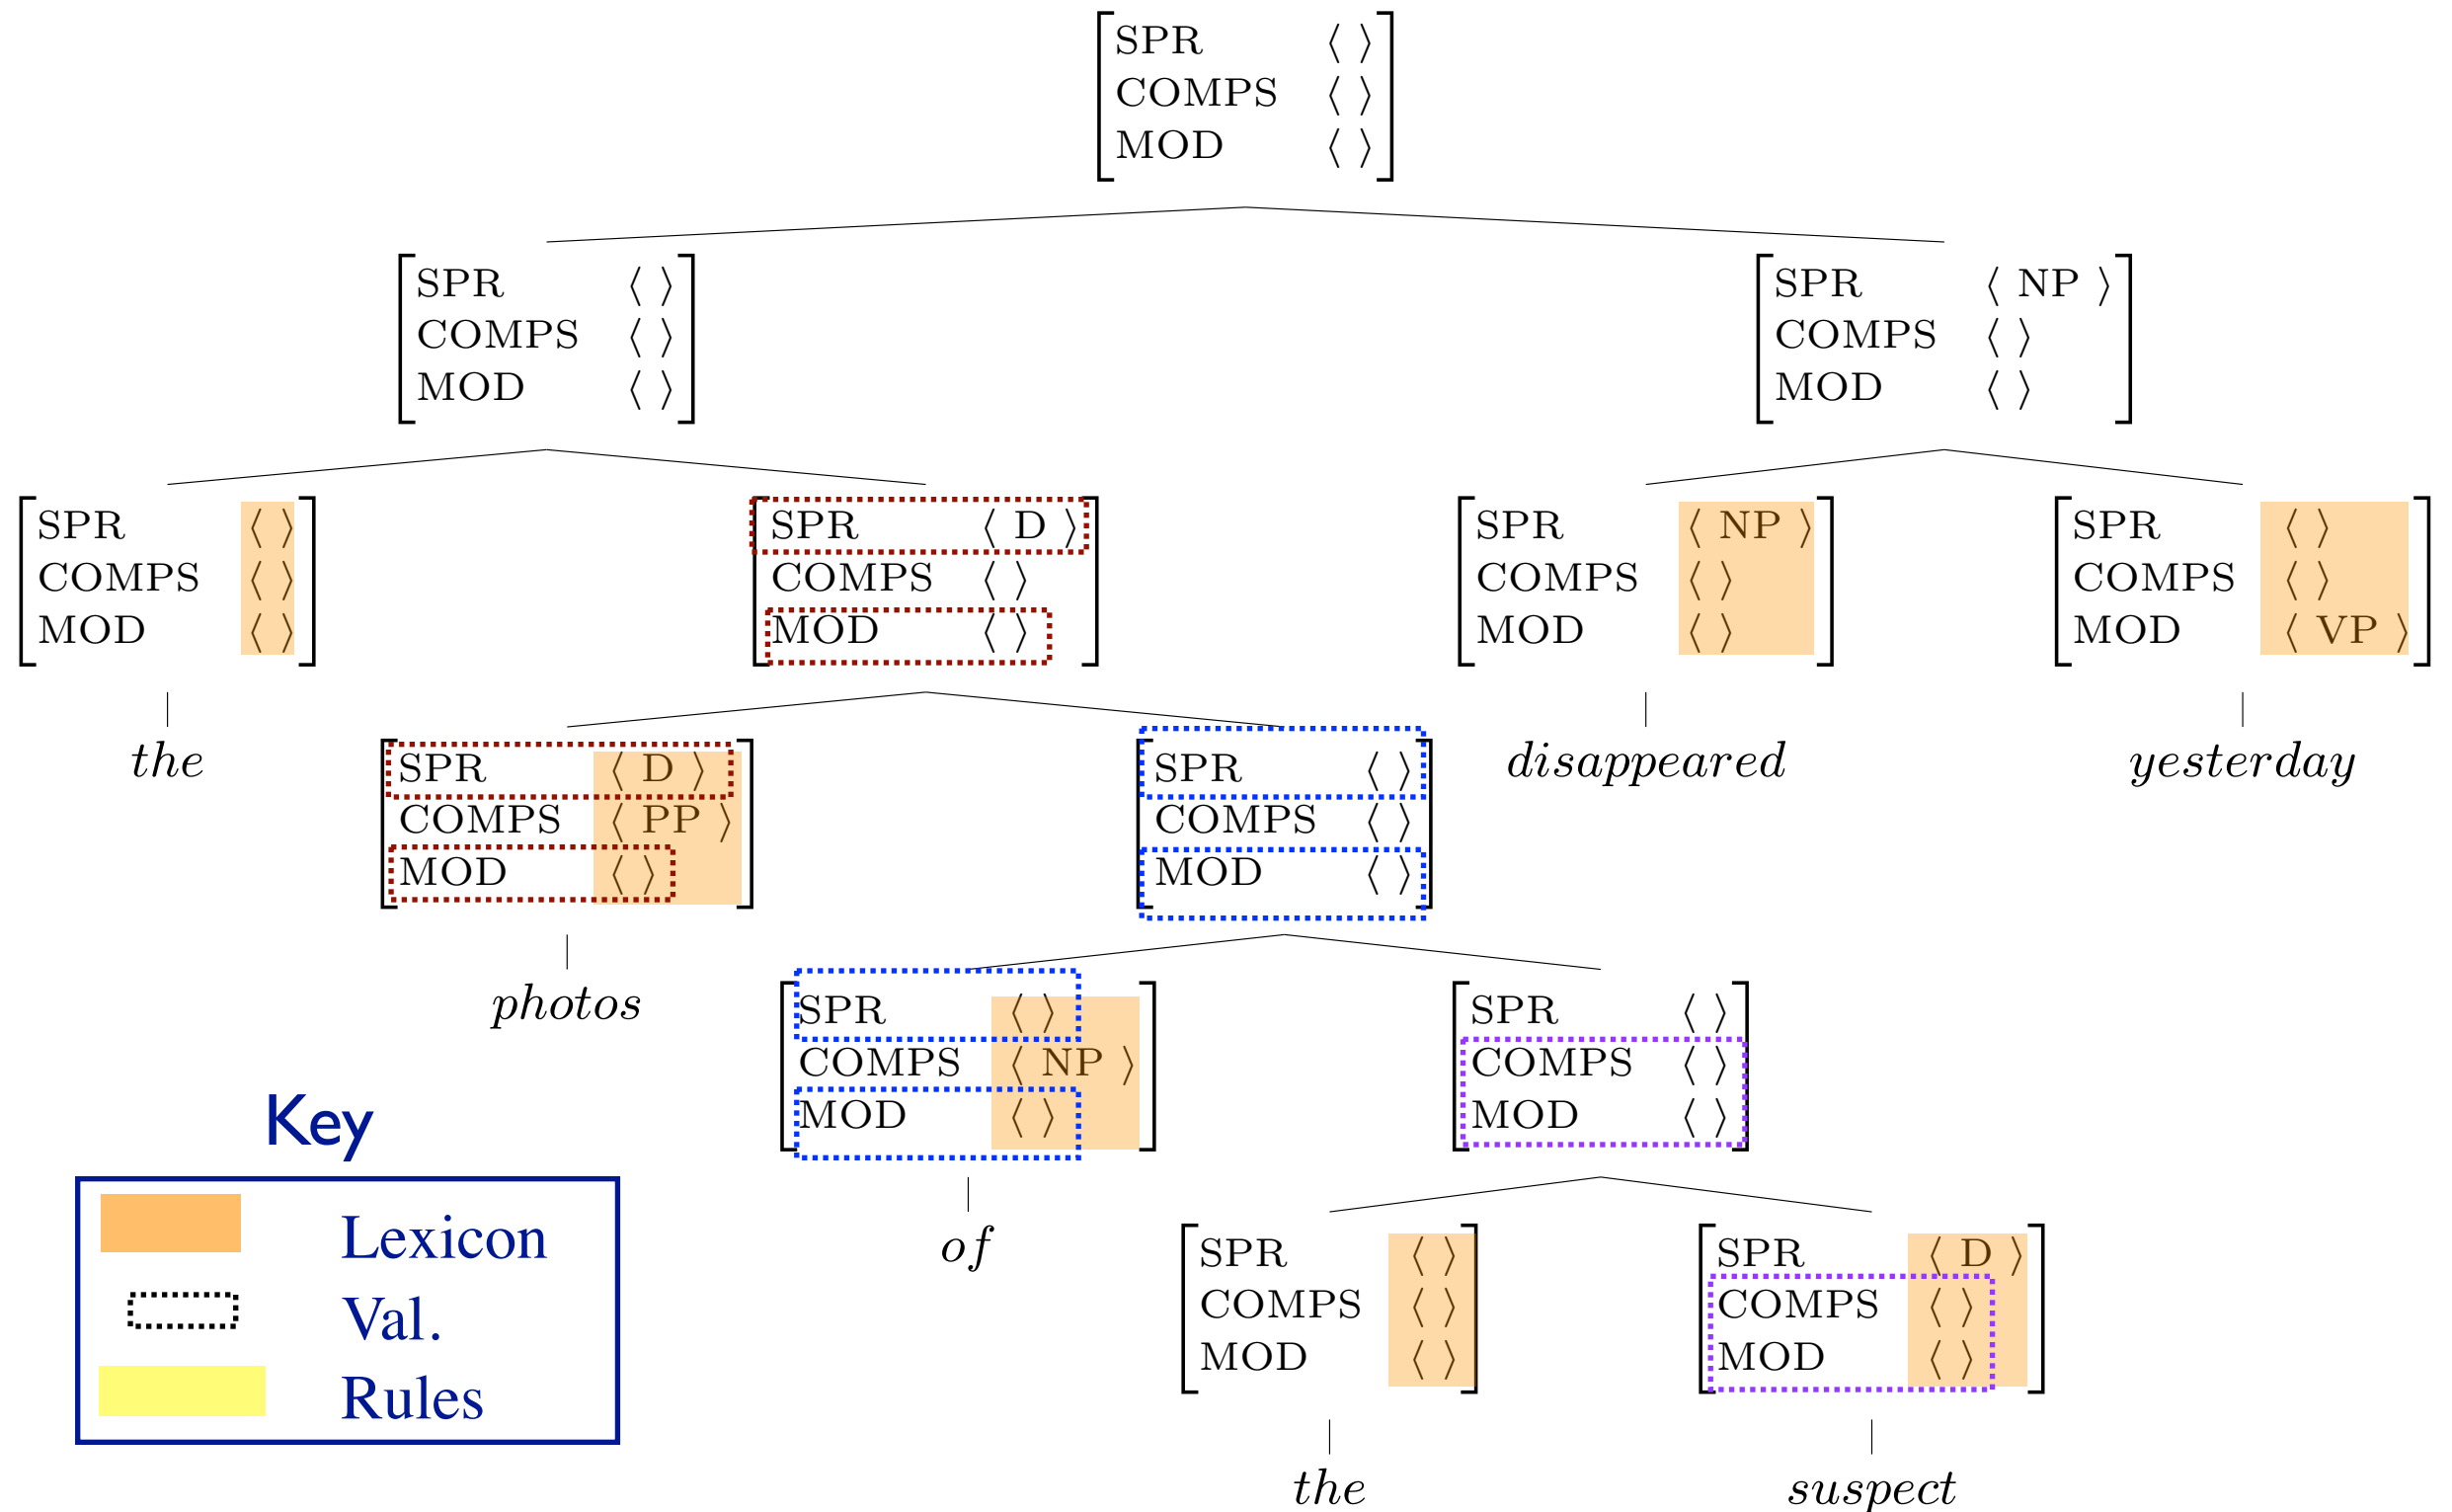 SPR ⟨ ⟩
COMPS ⟨ ⟩
MOD ⟨ ⟩
SPR ⟨ ⟩
COMPS ⟨ ⟩
MOD ⟨ ⟩
SPR ⟨ NP ⟩
COMPS ⟨ ⟩
MOD ⟨ ⟩
SPR ⟨ ⟩
COMPS ⟨ ⟩
MOD ⟨ ⟩
the
SPR ⟨ D ⟩
COMPS ⟨ ⟩
MOD ⟨ ⟩
SPR ⟨ NP ⟩
COMPS ⟨ ⟩
MOD ⟨ ⟩
disappeared
SPR ⟨ ⟩
COMPS ⟨ ⟩
MOD ⟨ VP ⟩
yesterday
SPR ⟨ D ⟩
COMPS ⟨ PP ⟩
MOD ⟨ ⟩
photos
SPR ⟨ ⟩
COMPS ⟨ ⟩
MOD ⟨ ⟩
SPR ⟨ ⟩
COMPS ⟨ NP ⟩
MOD ⟨ ⟩
of
SPR ⟨ ⟩
COMPS ⟨ ⟩
MOD ⟨ ⟩
SPR ⟨ ⟩
COMPS ⟨ ⟩
MOD ⟨ ⟩
the
SPR ⟨ D ⟩
COMPS ⟨ ⟩
MOD ⟨ ⟩
suspect
Key
Lexicon
Val.
Rules